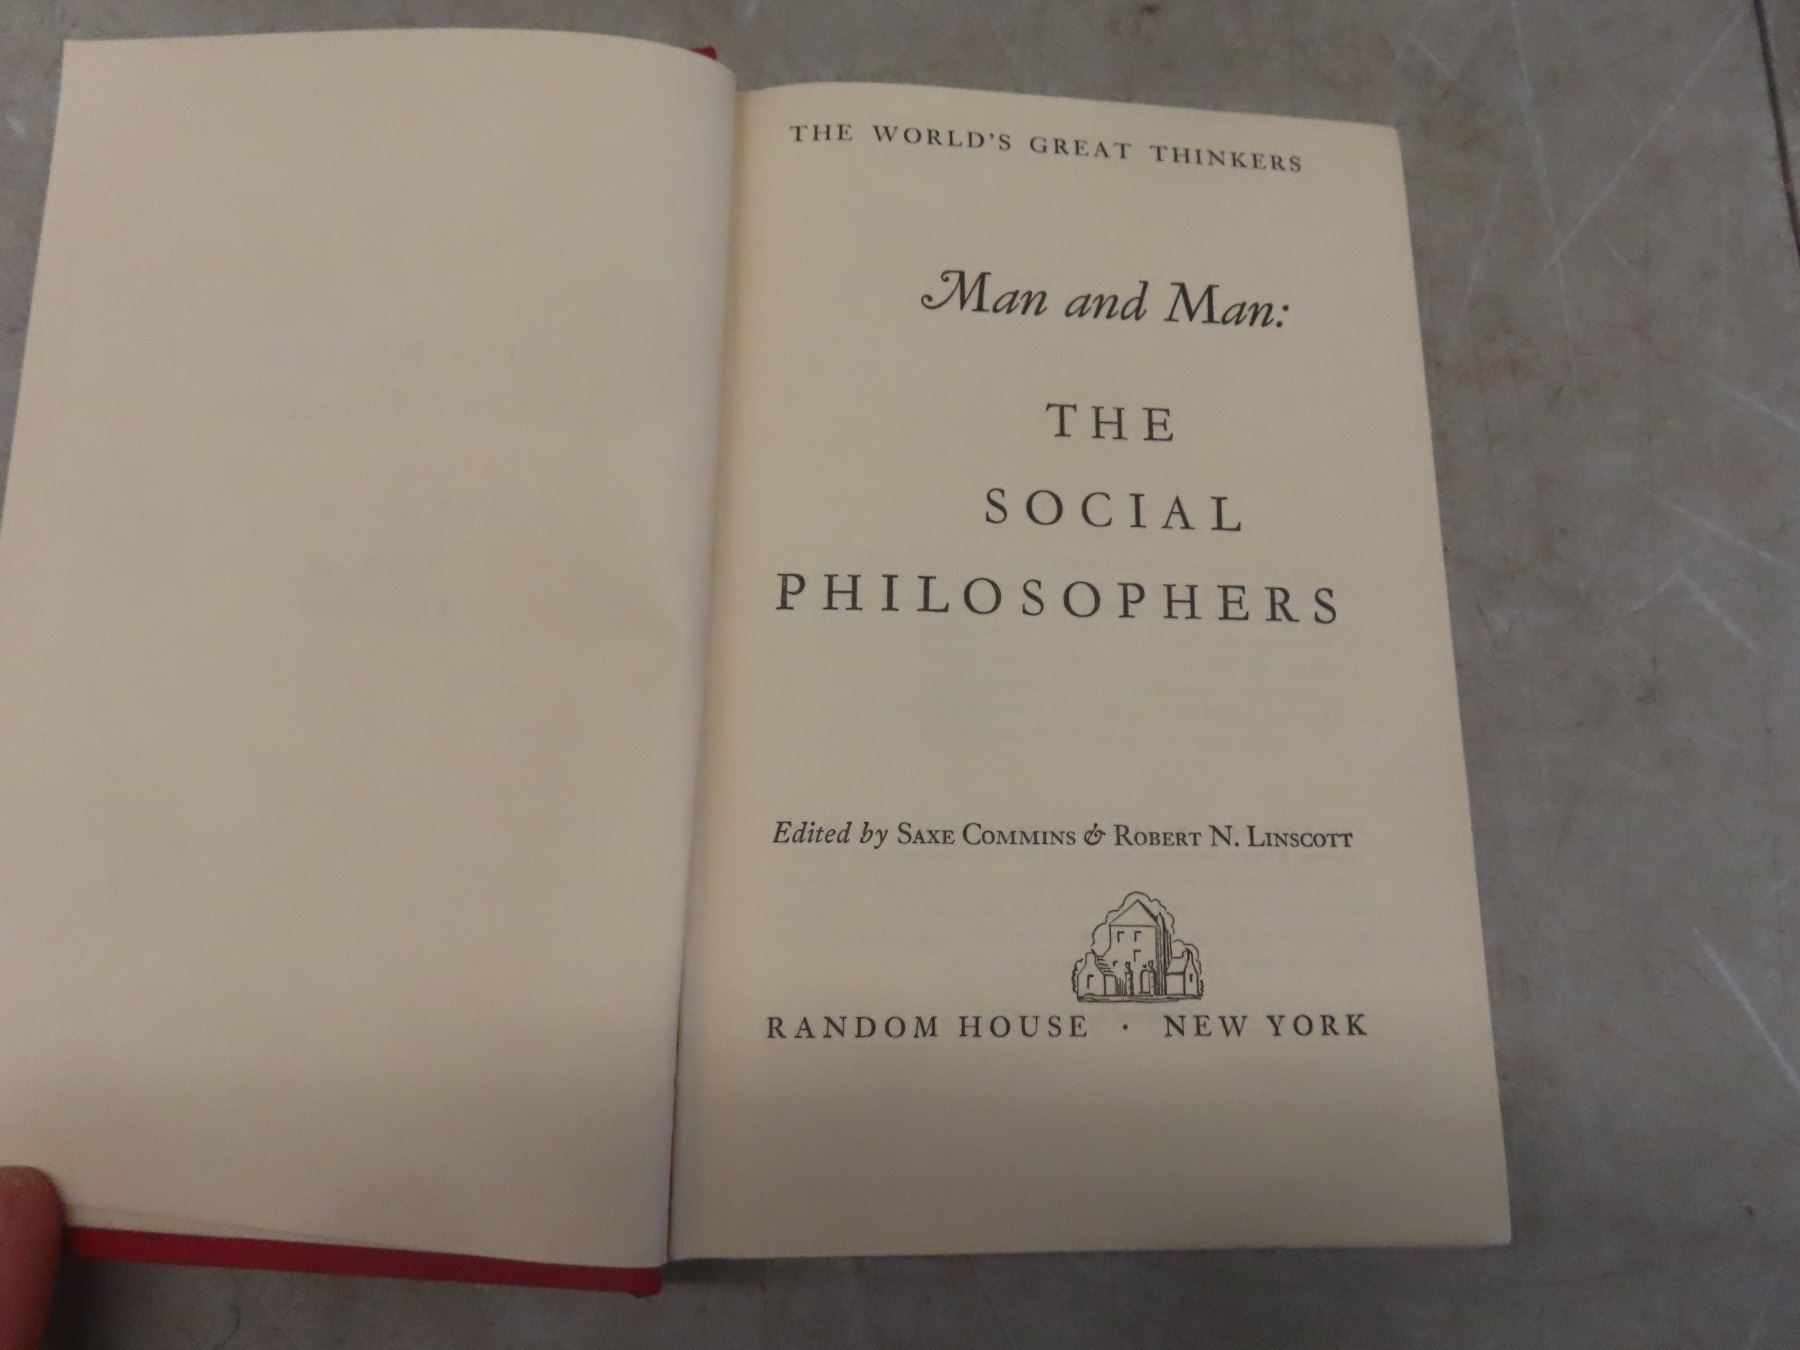 THE WORLD'S GREAT THINKERS
Man and Man:
THE
SOCIAL
PHILOSOPHERS
Edited by SAXE COMMINS & ROBERT N. LINSCOTT
RANDOM HOUSE · NEW YORK